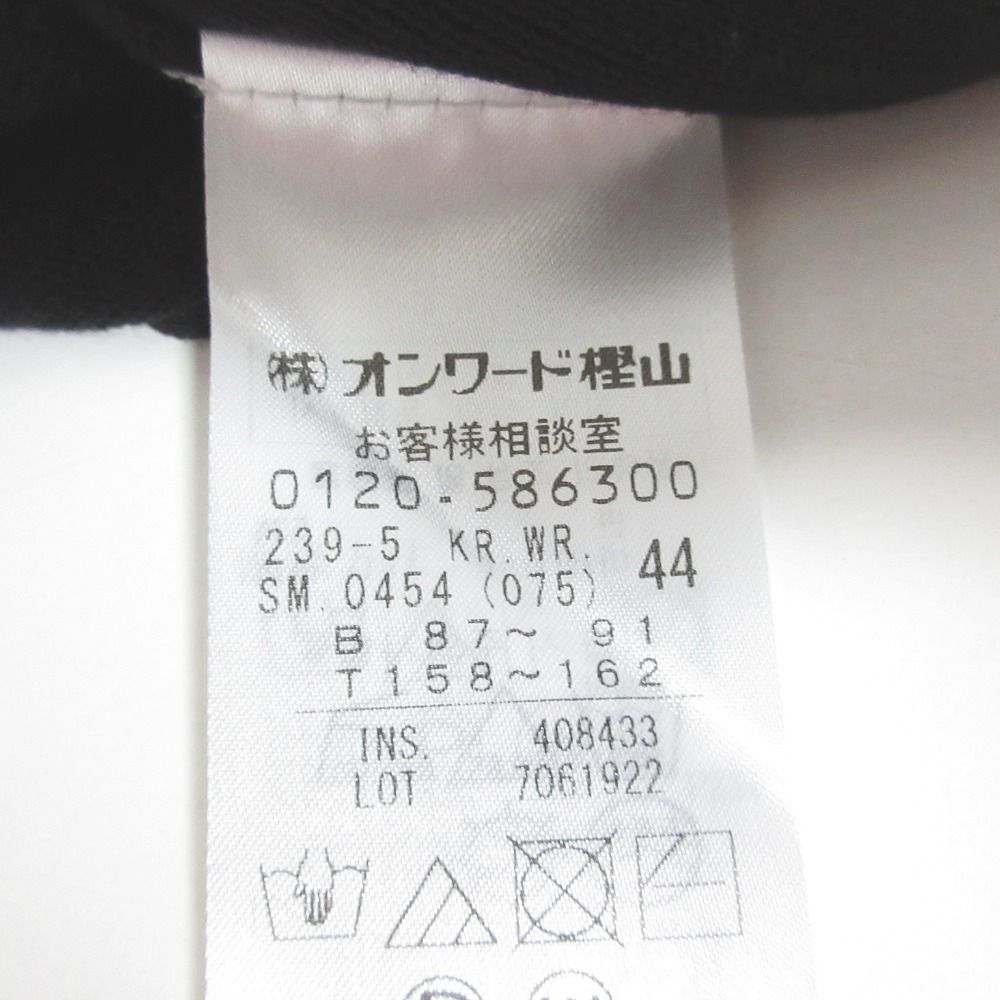 (株)オンワード樫山
お客様相談室
0120-586300
239-5 KR.WR. 44
SM.0454(075)
B 87～ 91
T158～162
INS. 408433
LOT 7061922